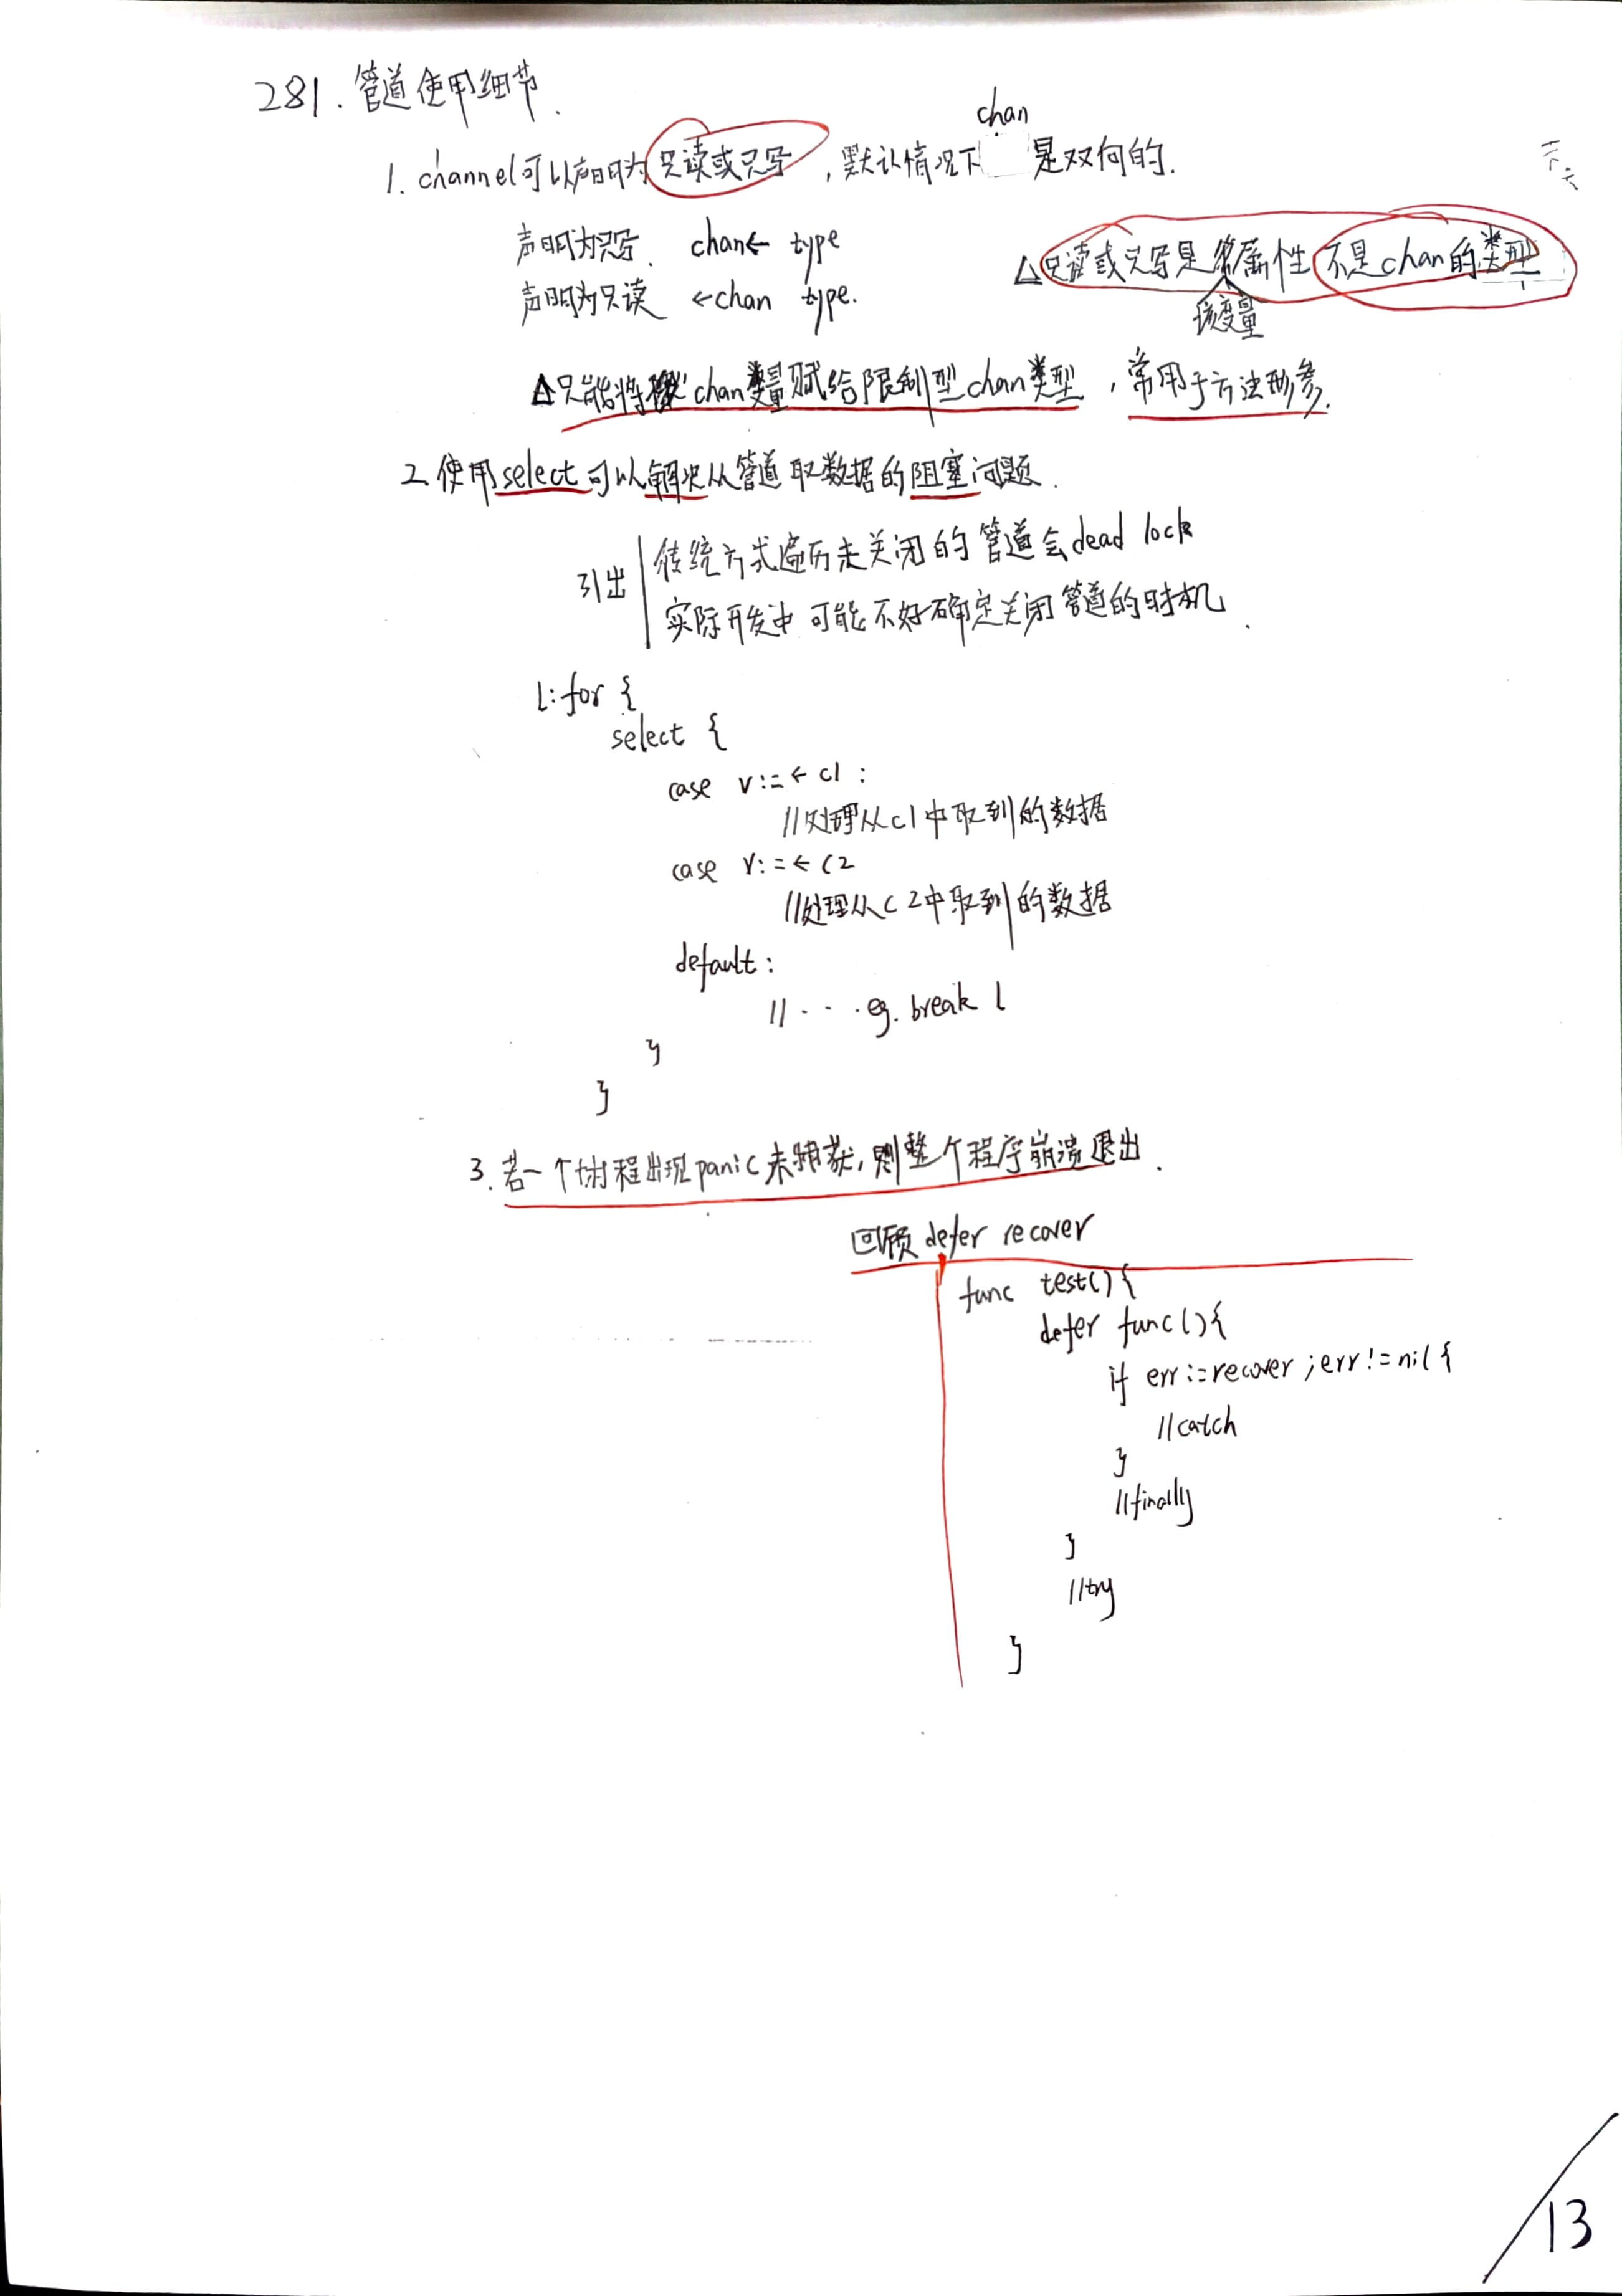 281. 管道使用细节.
1. channel可以声明为只读或只写, 默认情况下chan是双向的.
声明为只写. chan← type
声明为只读 ←chan type.
△只读或只写是该变量属性 不是chan的类型
△只能将chan变量赋给限制型chan类型, 常用于方法形参.
2. 使用select可以解决从管道取数据的阻塞问题.
引出 传统方式遍历未关闭的管道会dead lock
实际开发中 可能不好确定关闭管道的时机.
l:for {
select {
case v:=← c1 :
//处理从c1中取到的数据
case v:=← c2
//处理从c2中取到的数据
default:
// ··· eg. break l
}
}
3. 若一个协程出现panic未捕获, 则整个程序崩溃退出.
回顾 defer recover
func test(){
defer func(){
if err:=recover ;err!=nil{
//catch
}
//finally
}
//try
}
13